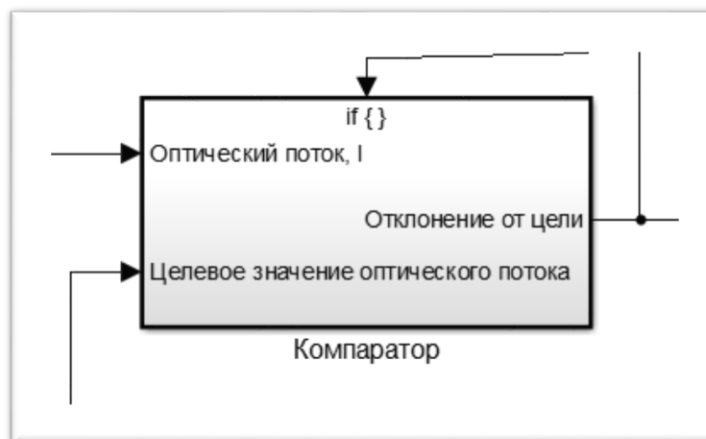 if { }
Оптический поток, I
Отклонение от цели
Целевое значение оптического потока
Компаратор